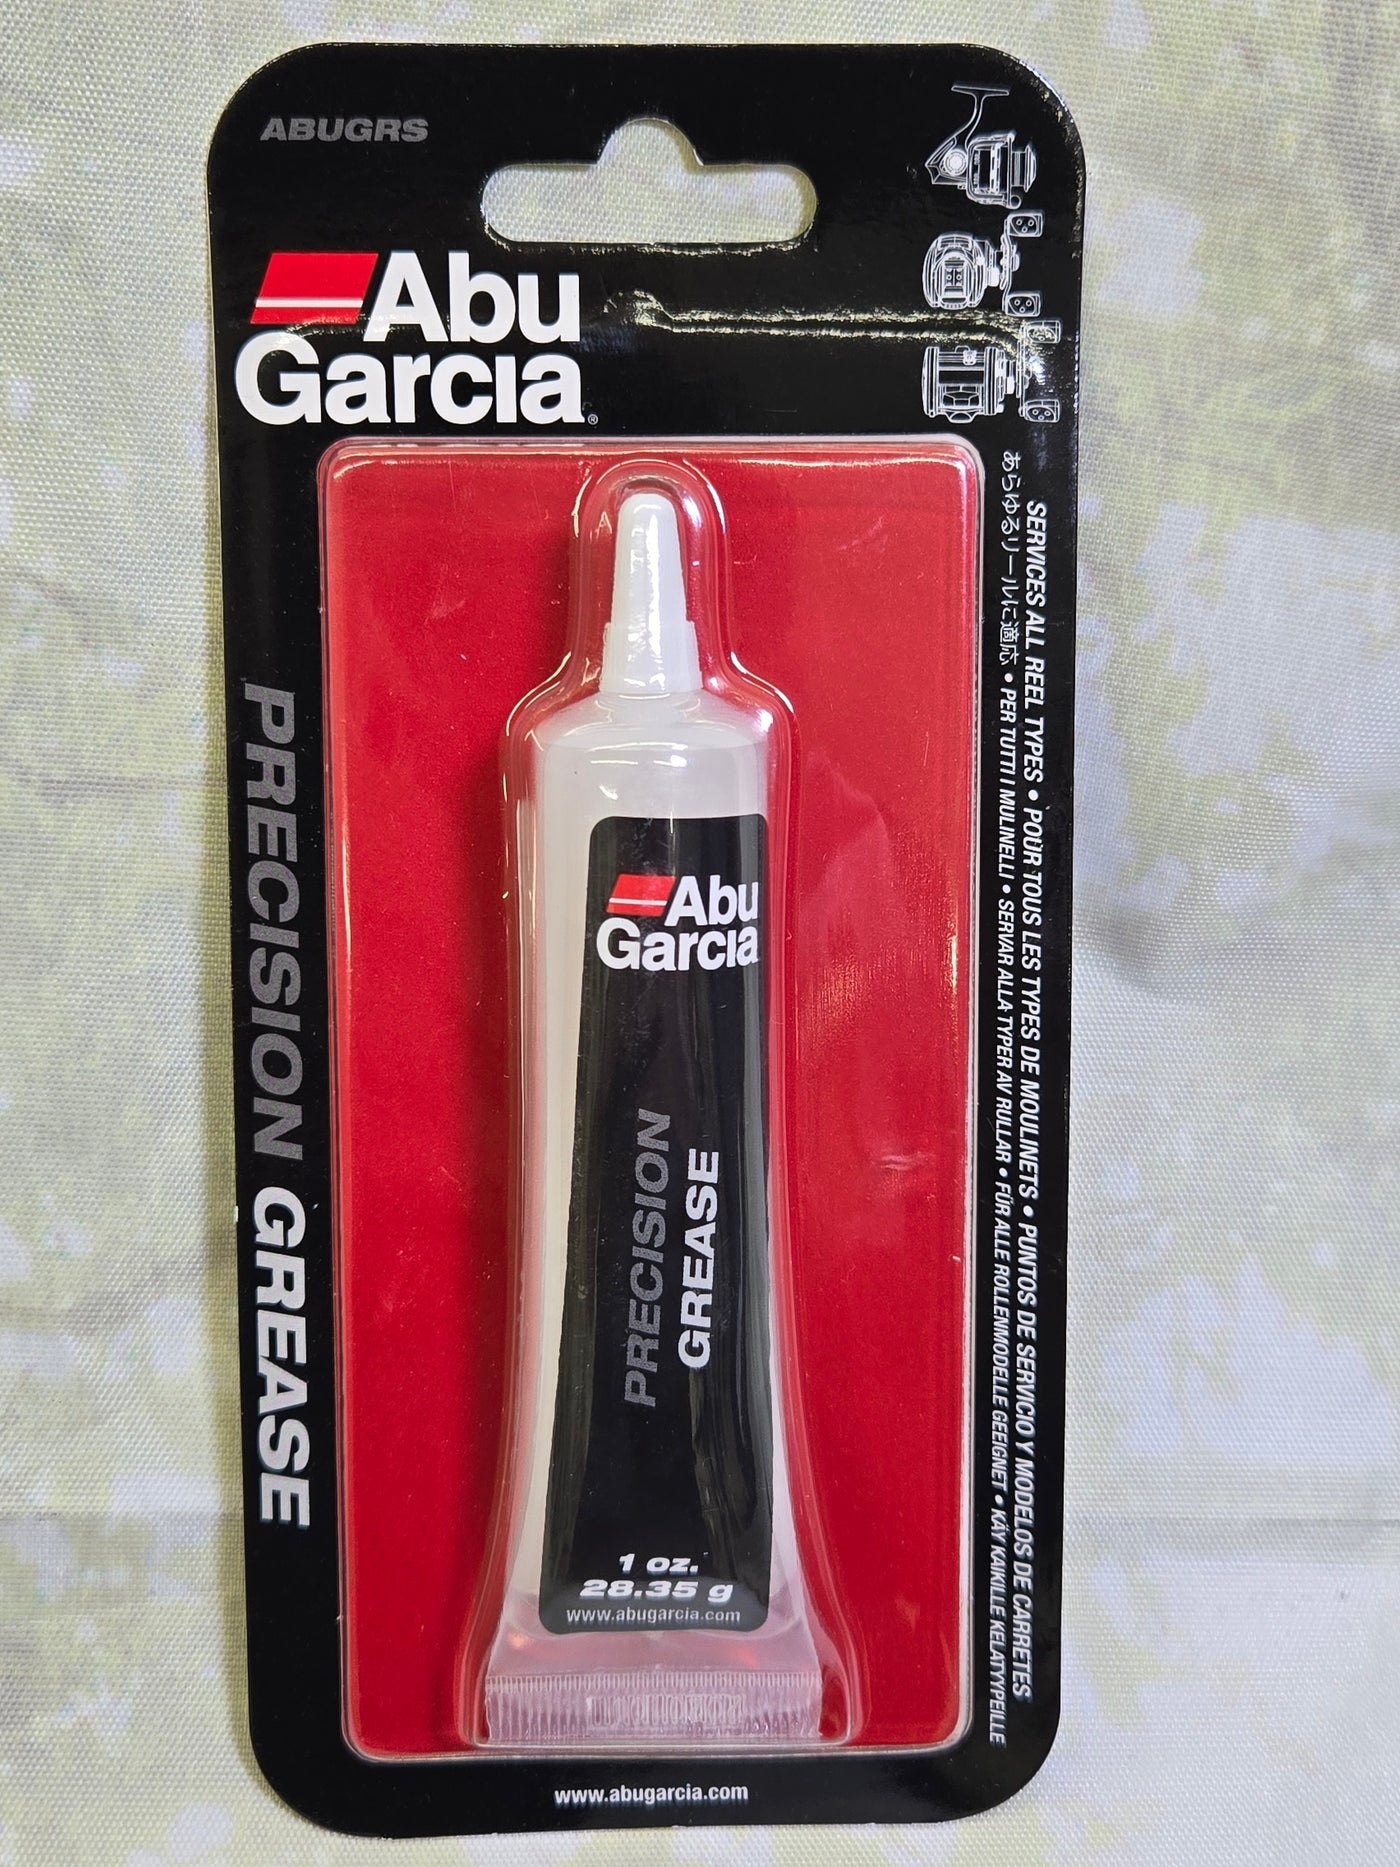 ABUGRS
Abu
Garcia®
PRECISION GREASE
SERVICES ALL REEL TYPES • POUR TOUS LES TYPES DE MOULINETS • PUNTOS DE SERVICIO Y MODELOS DE CARRETES
あらゆるリールに適応 • PER TUTTI I MULINELLI • SERVAR ALLA TYPER AV RULLAR • FÜR ALLE ROLLENMODELLE GEEIGNET • KÄY KAIKILLE KELATYYPEILLE
Abu
Garcia
PRECISION
GREASE
1 oz.
28.35 g
www.abugarcia.com
www.abugarcia.com